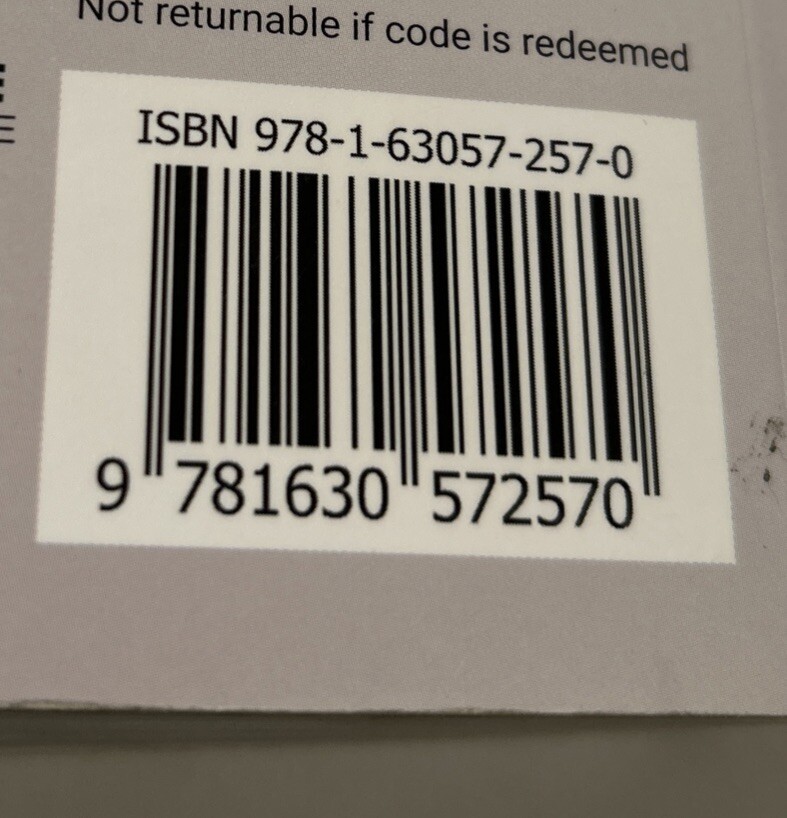 Not returnable if code is redeemed
E
E
ISBN 978-1-63057-257-0
9 781630 572570